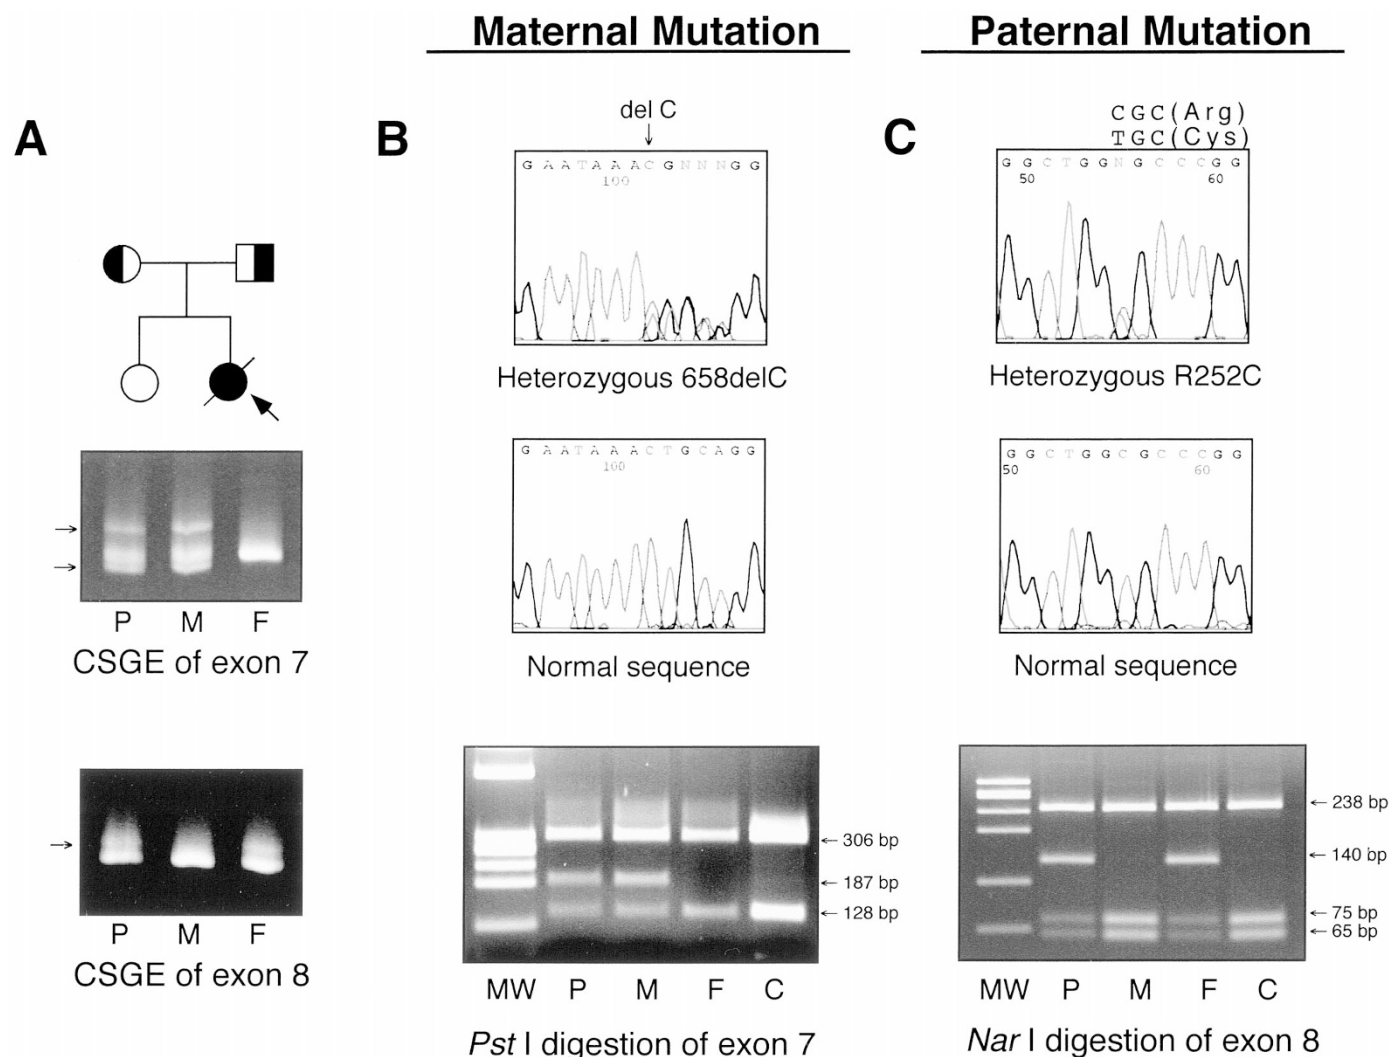 Maternal Mutation
Paternal Mutation
A
B
del C
G A A T A A A C G N N N G G
100
Heterozygous 658delC
G A A T A A A C T G C A G G
100
Normal sequence
C
CGC(Arg)
TGC(Cys)
G G C T G G N G C C C G G
50 60
Heterozygous R252C
G G C T G G C G C C C G G
50 60
Normal sequence
P M F
CSGE of exon 7
P M F
CSGE of exon 8
306 bp
187 bp
128 bp
MW P M F C
Pst I digestion of exon 7
238 bp
140 bp
75 bp
65 bp
MW P M F C
Nar I digestion of exon 8